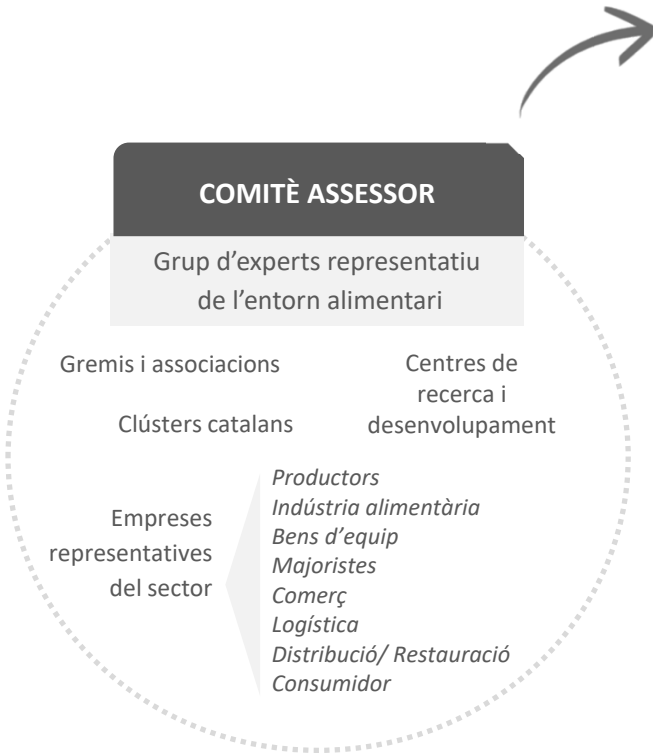 COMITÈ ASSESSOR
Grup d’experts representatiu
de l’entorn alimentari
Gremis i associacions
Clústers catalans
Centres de
recerca i
desenvolupament
Empreses
representatives
del sector
Productors
Indústria alimentària
Bens d’equip
Majoristes
Comerç
Logística
Distribució/ Restauració
Consumidor